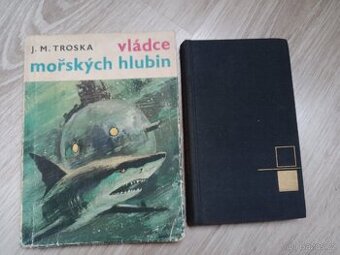 J. M. TROSKA
vládce
mořských hlubin